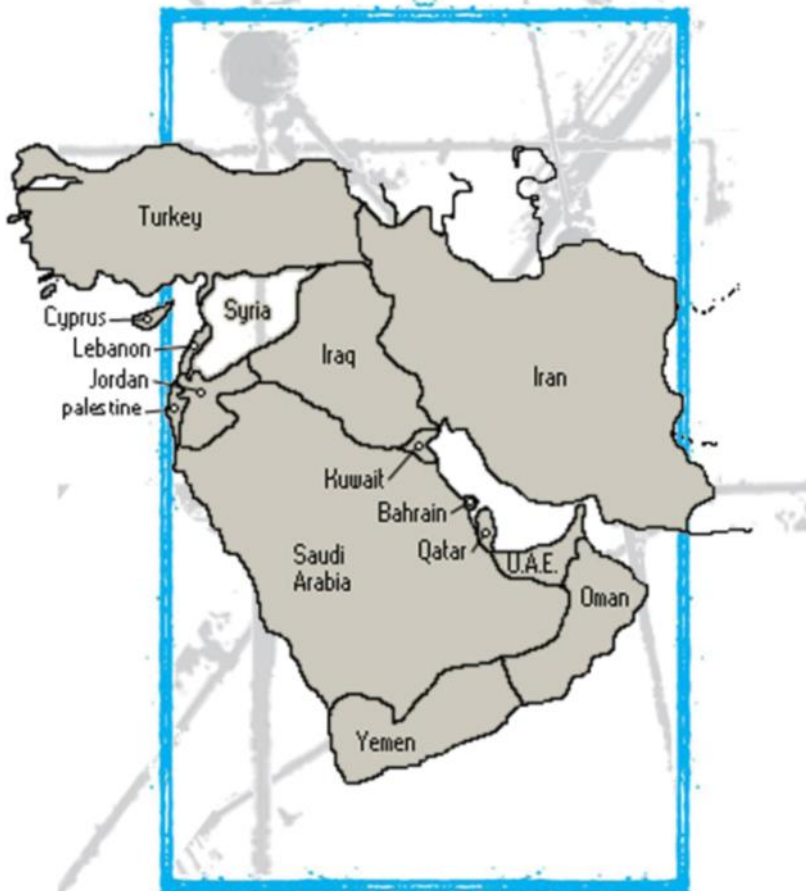 Turkey
Cyprus
Syria
Lebanon
Iraq
Jordan
Iran
palestine
Kuwait
Bahrain
Qatar
Saudi
Arabia
U.A.E.
Oman
Yemen